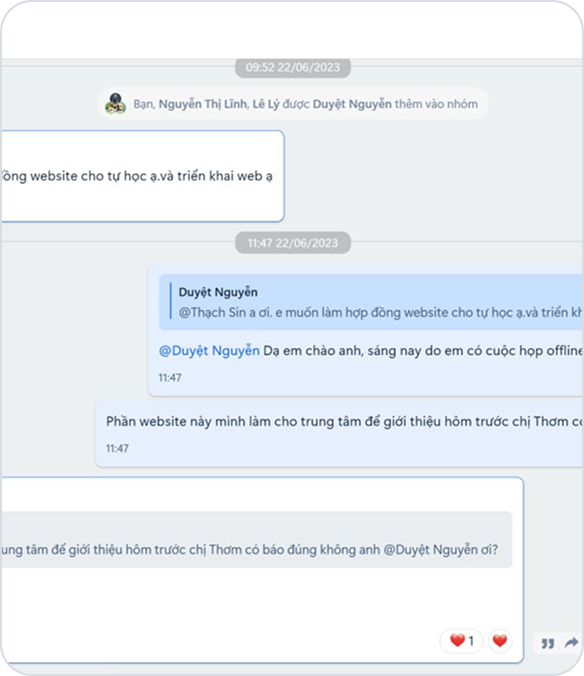 09:52 22/06/2023
Bạn, Nguyễn Thị Lĩnh, Lê Lý được Duyệt Nguyễn thêm vào nhóm
đồng website cho tự học ạ.và triển khai web ạ
11:47 22/06/2023
Duyệt Nguyễn
@Thạch Sin a ơi. e muốn làm hợp đồng website cho tự học ạ.và triển kh
@Duyệt Nguyễn Dạ em chào anh, sáng nay do em có cuộc họp offline
11:47
Phần website này mình làm cho trung tâm để giới thiệu hôm trước chị Thơm có
11:47
ung tâm để giới thiệu hôm trước chị Thơm có báo đúng không anh @Duyệt Nguyễn ơi?
1